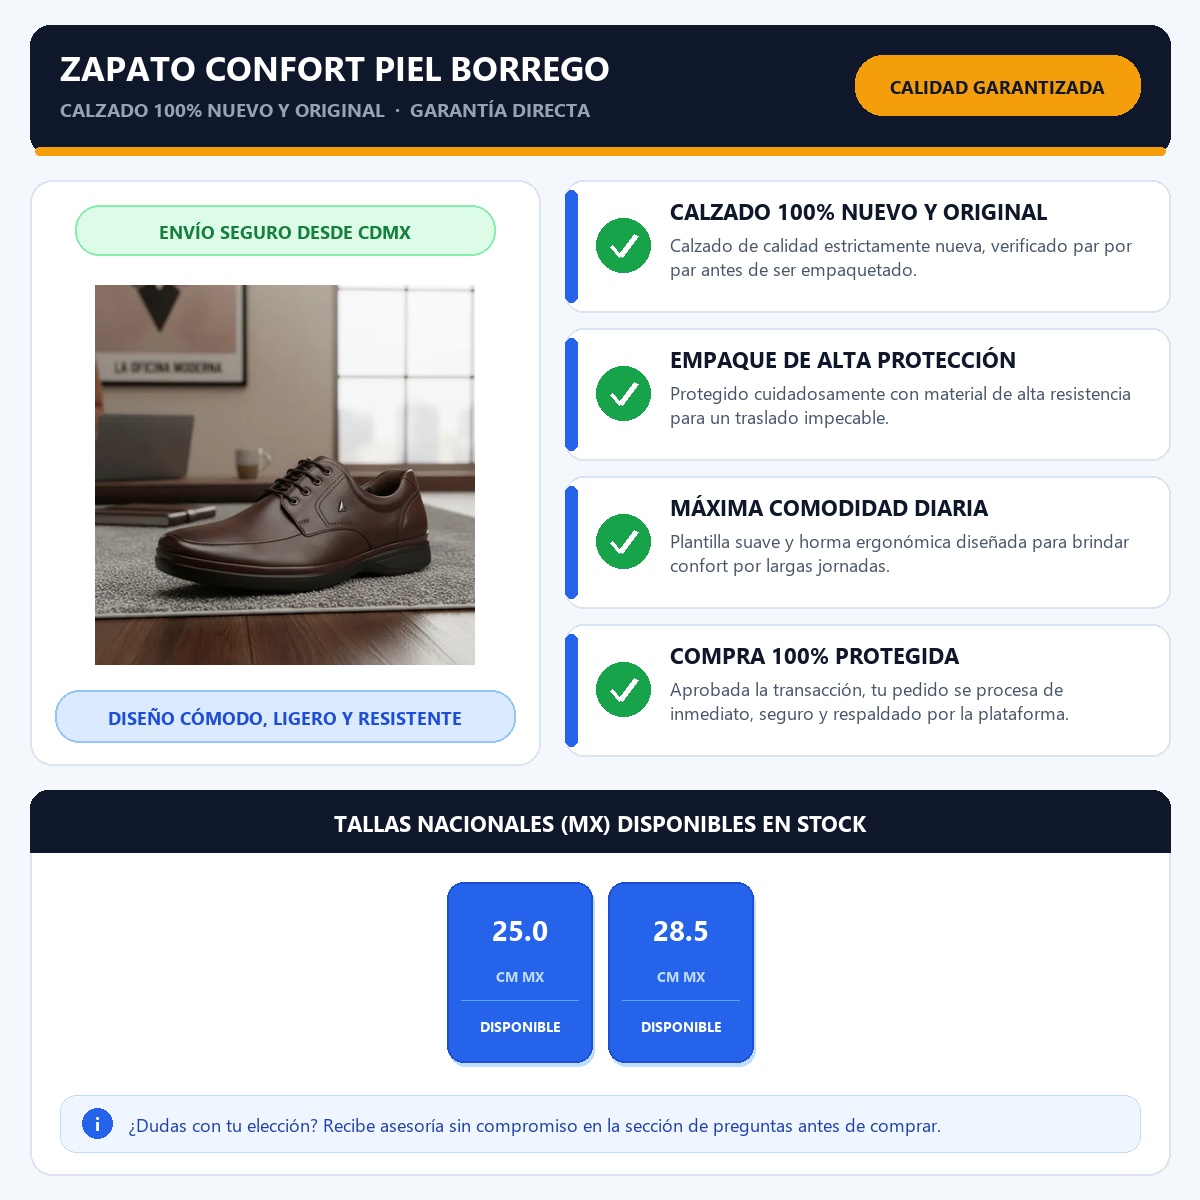 ZAPATO CONFORT PIEL BORREGO
CALZADO 100% NUEVO Y ORIGINAL · GARANTÍA DIRECTA
CALIDAD GARANTIZADA
ENVÍO SEGURO DESDE CDMX
LA OFICINA MODERNA
DISEÑO CÓMODO, LIGERO Y RESISTENTE
CALZADO 100% NUEVO Y ORIGINAL
Calzado de calidad estrictamente nueva, verificado par por
par antes de ser empaquetado.
EMPAQUE DE ALTA PROTECCIÓN
Protegido cuidadosamente con material de alta resistencia
para un traslado impecable.
MÁXIMA COMODIDAD DIARIA
Plantilla suave y horma ergonómica diseñada para brindar
confort por largas jornadas.
COMPRA 100% PROTEGIDA
Aprobada la transacción, tu pedido se procesa de
inmediato, seguro y respaldado por la plataforma.
TALLAS NACIONALES (MX) DISPONIBLES EN STOCK
25.0
CM MX
DISPONIBLE
28.5
CM MX
DISPONIBLE
¿Dudas con tu elección? Recibe asesoría sin compromiso en la sección de preguntas antes de comprar.